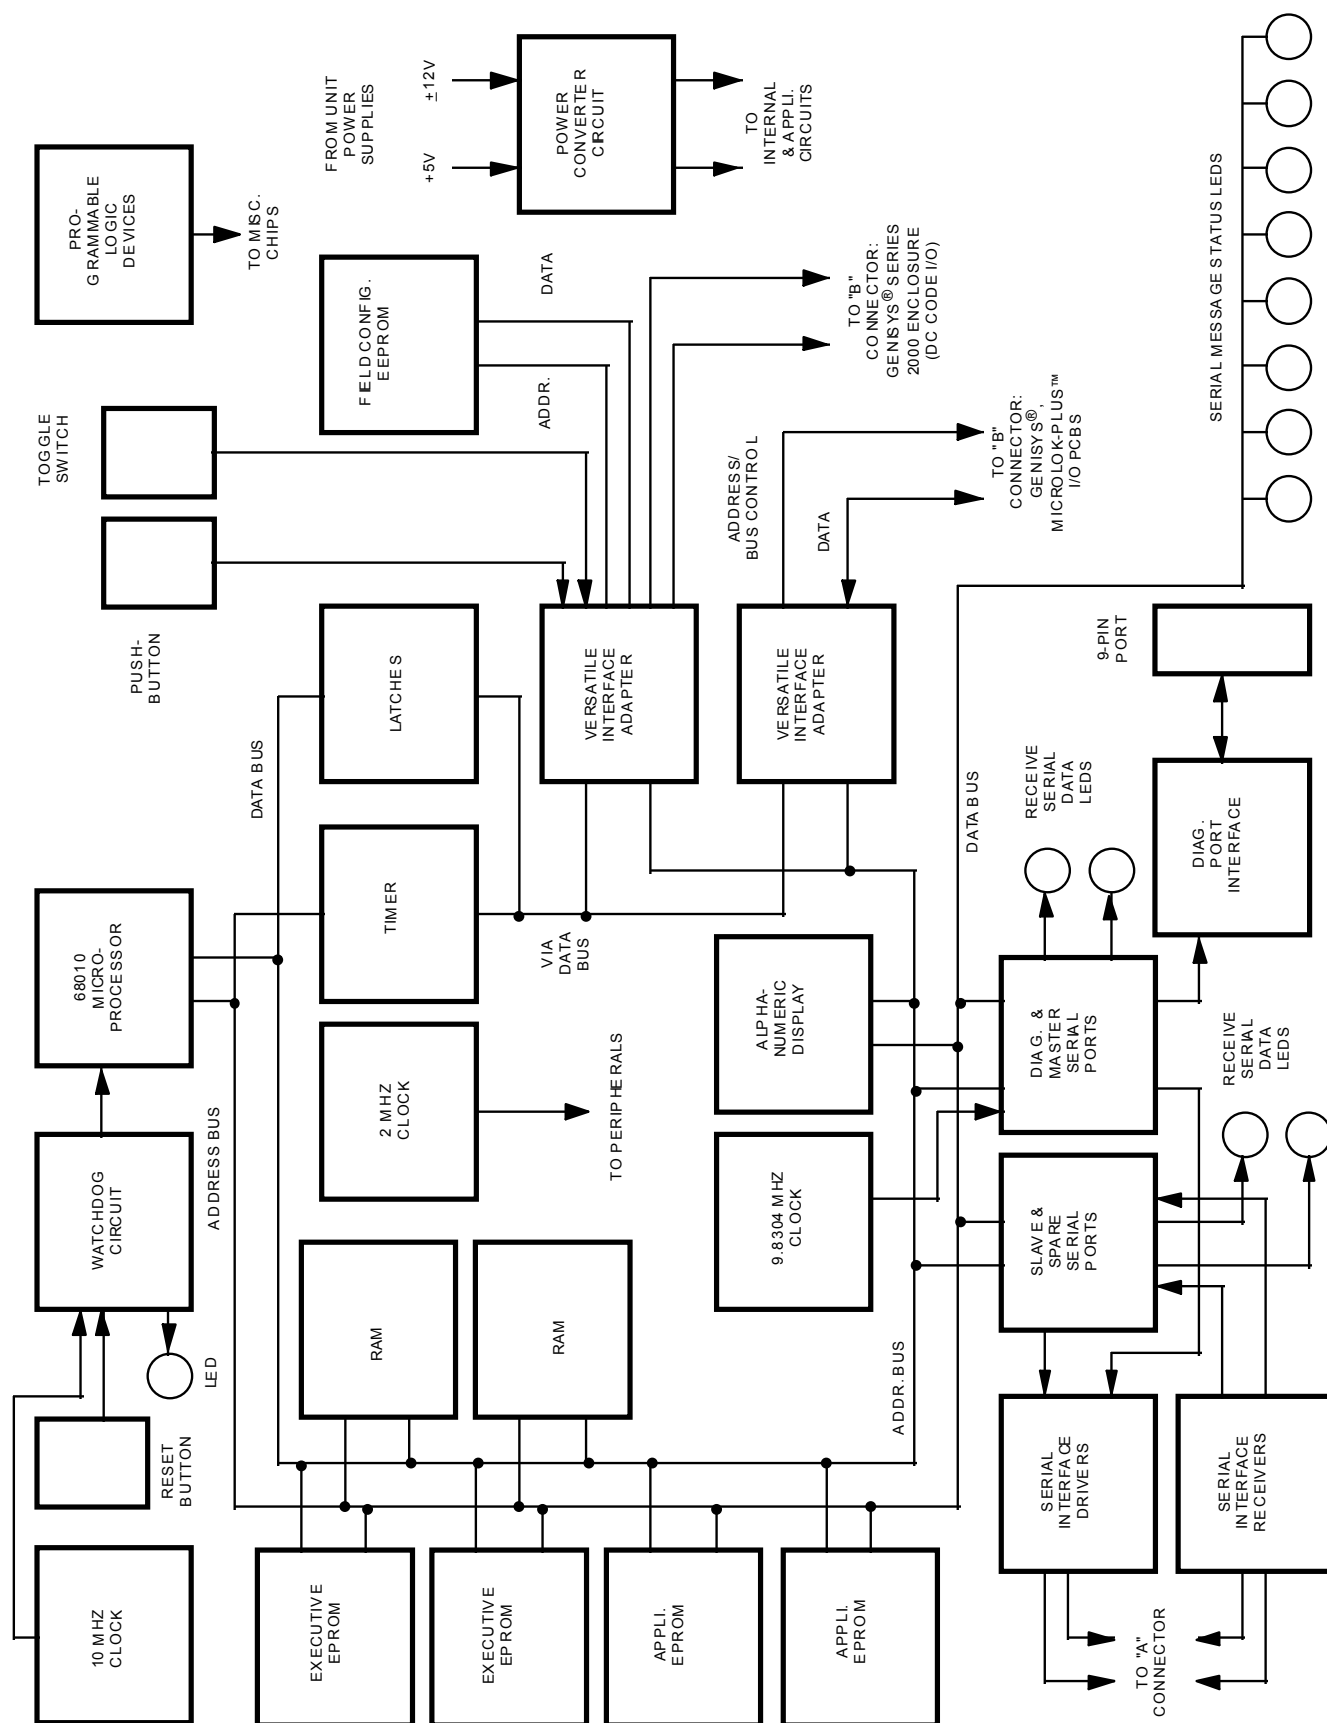 10 MHZ
CLOCK
RESET
BUTTON
LED
WATCHDOG
CIRCUIT
68010
MICRO-
PROCESSOR
PUSH-
BUTTON
TOGGLE
SWITCH
PRO-
GRAMMABLE
LOGIC
DEVICES
TO MISC.
CHIPS
ADDRESS BUS
DATA BUS
EXECUTIVE
EPROM
EXECUTIVE
EPROM
APPLI.
EPROM
APPLI.
EPROM
RAM
RAM
2 MHZ
CLOCK
TO PERIPHERALS
TIMER
LATCHES
VIA
DATA
BUS
FIELD CONFIG.
EEPROM
ADDR.
DATA
FROM UNIT
POWER
SUPPLIES
+5V
±12V
POWER
CONVERTER
CIRCUIT
TO
INTERNAL
& APPLI.
CIRCUITS
VERSATILE
INTERFACE
ADAPTER
VERSATILE
INTERFACE
ADAPTER
TO "B"
CONNECTOR:
GENISYS® SERIES
2000 ENCLOSURE
(DC CODE I/O)
ADDRESS/
BUS CONTROL
DATA
TO "B"
CONNECTOR:
GENISYS®,
MICROLOK-PLUS™
I/O PCBS
9.8304 MHZ
CLOCK
ALPHA-
NUMERIC
DISPLAY
ADDR. BUS
DATA BUS
SERIAL
INTERFACE
DRIVERS
SERIAL
INTERFACE
RECEIVERS
TO "A"
CONNECTOR
SLAVE &
SPARE
SERIAL
PORTS
DIAG. &
MASTER
SERIAL
PORTS
RECEIVE
SERIAL
DATA
LEDS
RECEIVE
SERIAL
DATA
LEDS
DIAG.
PORT
INTERFACE
9-PIN
PORT
SERIAL MESSAGE STATUS LEDS